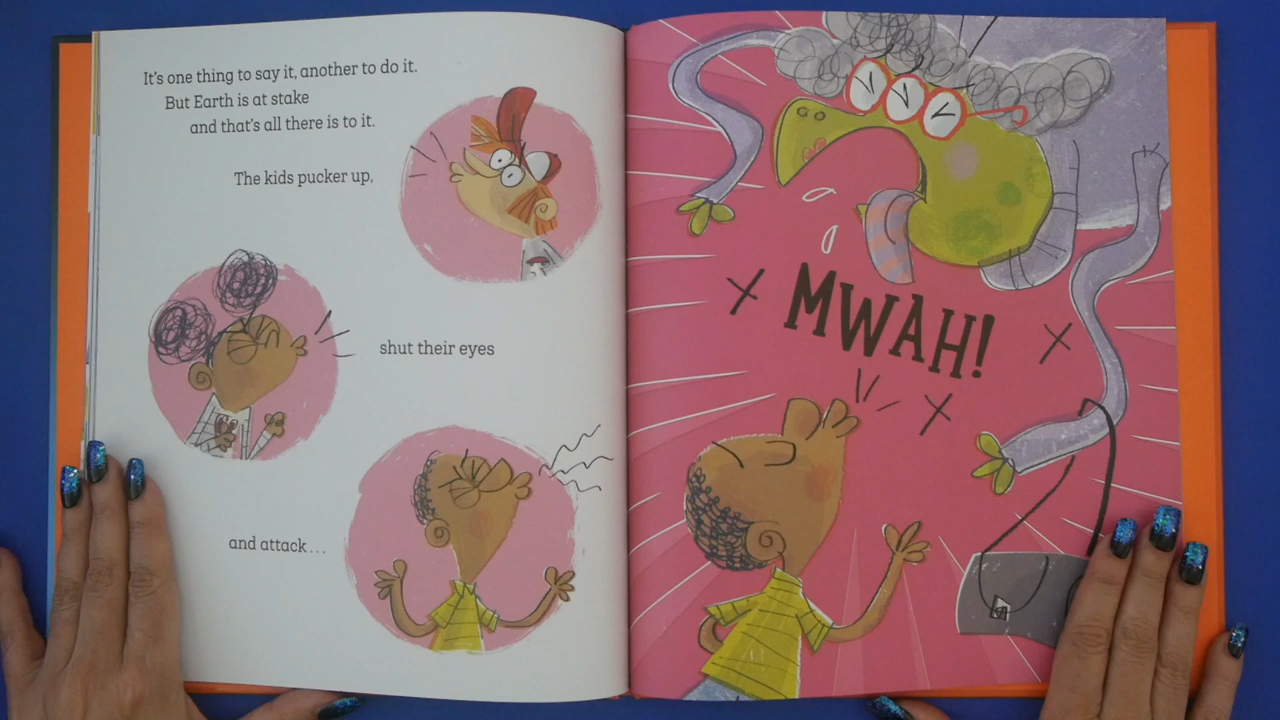 It's one thing to say it, another to do it.
But Earth is at stake
and that's all there is to it.
The kids pucker up,
shut their eyes
and attack...
MWAH!